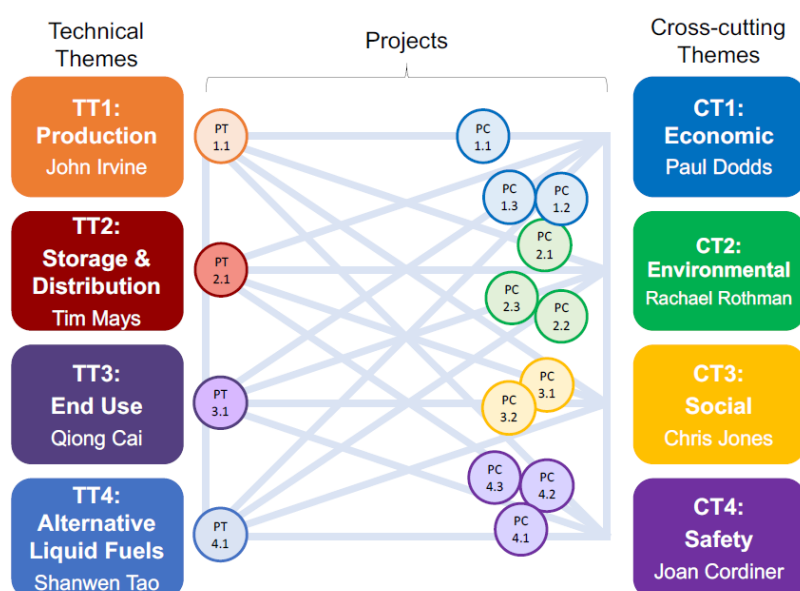 Technical
Themes
Projects
Cross-cutting
Themes
TT1:
Production
John Irvine
TT2:
Storage &
Distribution
Tim Mays
TT3:
End Use
Qiong Cai
TT4:
Alternative
Liquid Fuels
Shanwen Tao
PT
1.1
PT
2.1
PT
3.1
PT
4.1
PC
1.1
PC
1.3
PC
1.2
PC
2.1
PC
2.3
PC
2.2
PC
3.1
PC
3.2
PC
4.3
PC
4.2
PC
4.1
CT1:
Economic
Paul Dodds
CT2:
Environmental
Rachael Rothman
CT3:
Social
Chris Jones
CT4:
Safety
Joan Cordiner